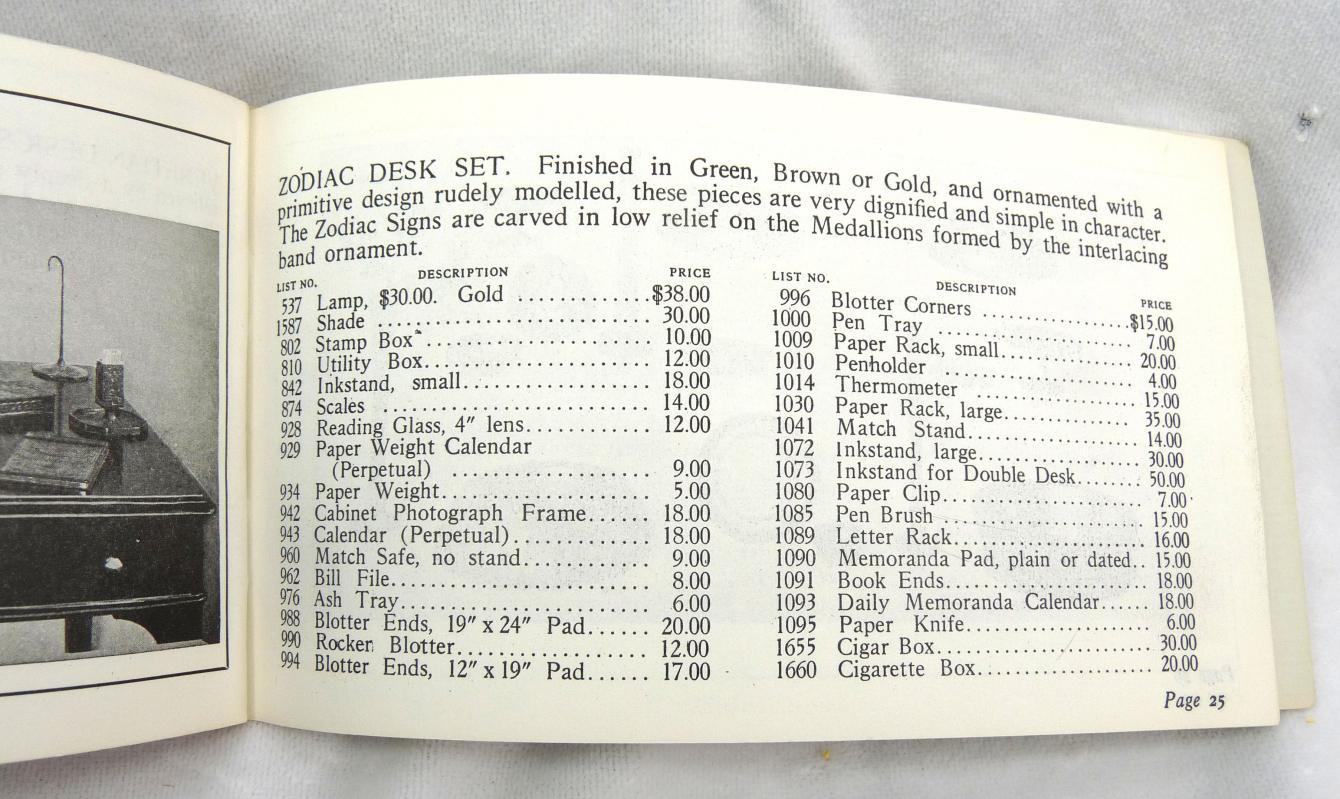 ZODIAC DESK SET. Finished in Green, Brown or Gold, and ornamented with a
primitive design rudely modelled, these pieces are very dignified and simple in character.
The Zodiac Signs are carved in low relief on the Medallions formed by the interlacing
band ornament.
LIST NO. DESCRIPTION PRICE
537 Lamp, $30.00. Gold ............$38.00
1587 Shade ............ 30.00
802 Stamp Box ............ 10.00
810 Utility Box............ 12.00
842 Inkstand, small............ 18.00
874 Scales ............ 14.00
928 Reading Glass, 4" lens............ 12.00
929 Paper Weight Calendar
(Perpetual) ............ 9.00
934 Paper Weight............ 5.00
942 Cabinet Photograph Frame...... 18.00
943 Calendar (Perpetual)............ 18.00
960 Match Safe, no stand............ 9.00
962 Bill File............ 8.00
976 Ash Tray............ 6.00
988 Blotter Ends, 19" x 24" Pad...... 20.00
990 Rocker Blotter............ 12.00
994 Blotter Ends, 12" x 19" Pad...... 17.00
LIST NO. DESCRIPTION PRICE
996 Blotter Corners ............$15.00
1000 Pen Tray ............ 7.00
1009 Paper Rack, small............ 20.00
1010 Penholder ............ 4.00
1014 Thermometer ............ 15.00
1030 Paper Rack, large............ 35.00
1041 Match Stand............ 14.00
1072 Inkstand, large............ 30.00
1073 Inkstand for Double Desk...... 50.00
1080 Paper Clip............ 7.00
1085 Pen Brush ............ 15.00
1089 Letter Rack............ 16.00
1090 Memoranda Pad, plain or dated.. 15.00
1091 Book Ends............ 18.00
1093 Daily Memoranda Calendar...... 18.00
1095 Paper Knife............ 6.00
1655 Cigar Box............ 30.00
1660 Cigarette Box............ 20.00
Page 25